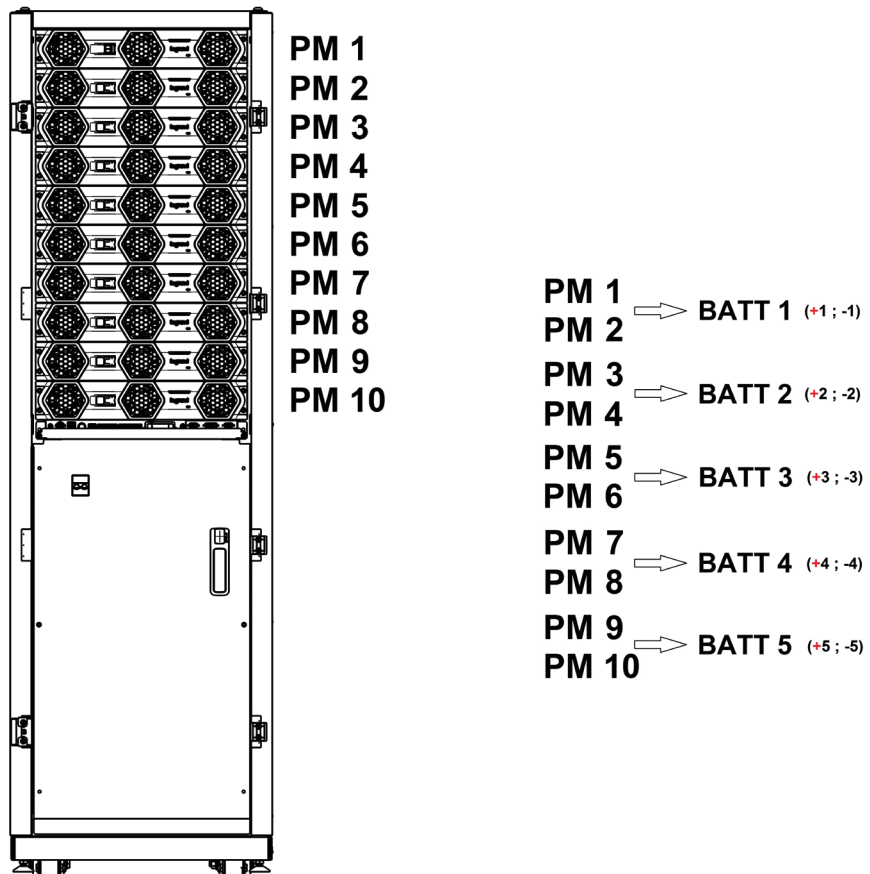 PM 1
PM 2
PM 3
PM 4
PM 5
PM 6
PM 7
PM 8
PM 9
PM 10
PM 1
PM 2
BATT 1 (+1 ; -1)
PM 3
PM 4
BATT 2 (+2 ; -2)
PM 5
PM 6
BATT 3 (+3 ; -3)
PM 7
PM 8
BATT 4 (+4 ; -4)
PM 9
PM 10
BATT 5 (+5 ; -5)